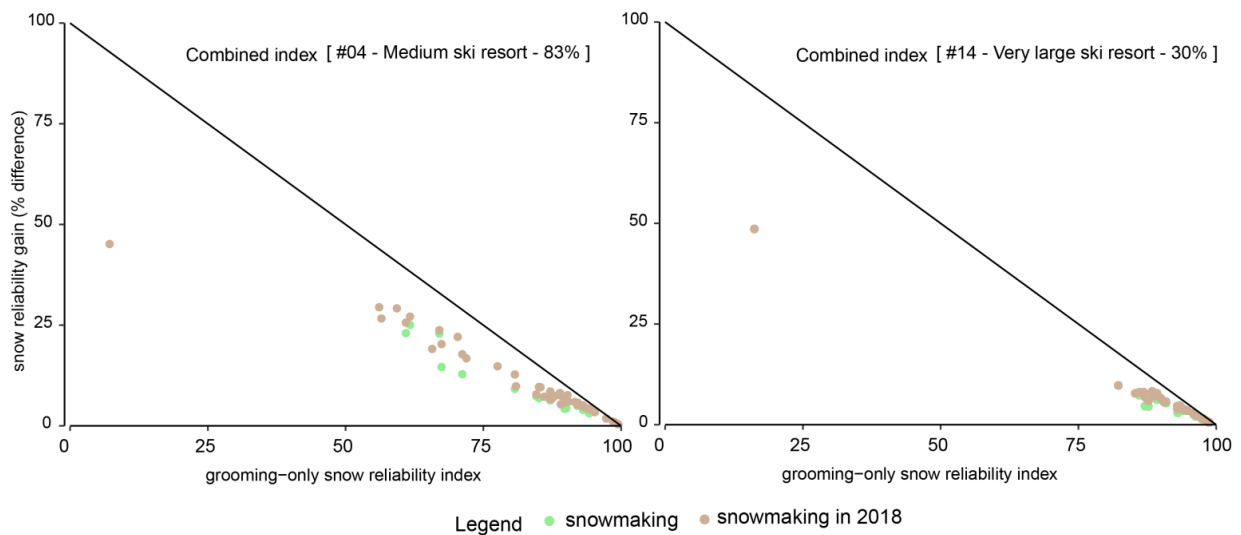 Combined index [ #04 - Medium ski resort - 83% ]
Combined index [ #14 - Very large ski resort - 30% ]
snow reliability gain (% difference)
100
75
50
25
0
0 25 50 75 100
grooming−only snow reliability index
100
75
50
25
0
0 25 50 75 100
grooming−only snow reliability index
Legend snowmaking snowmaking in 2018